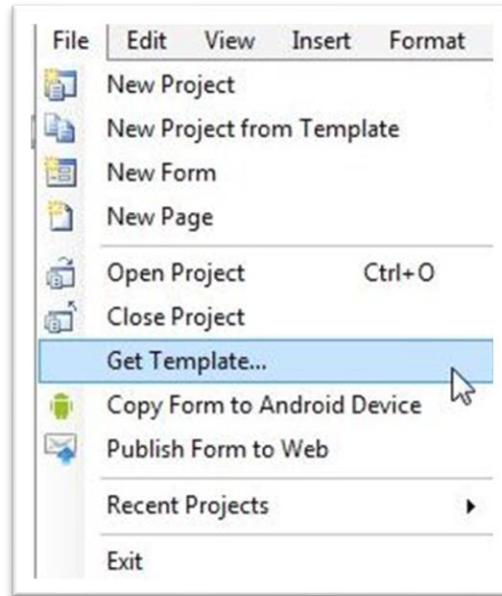 File Edit View Insert Format
New Project
New Project from Template
New Form
New Page
Open Project Ctrl+O
Close Project
Get Template...
Copy Form to Android Device
Publish Form to Web
Recent Projects
Exit